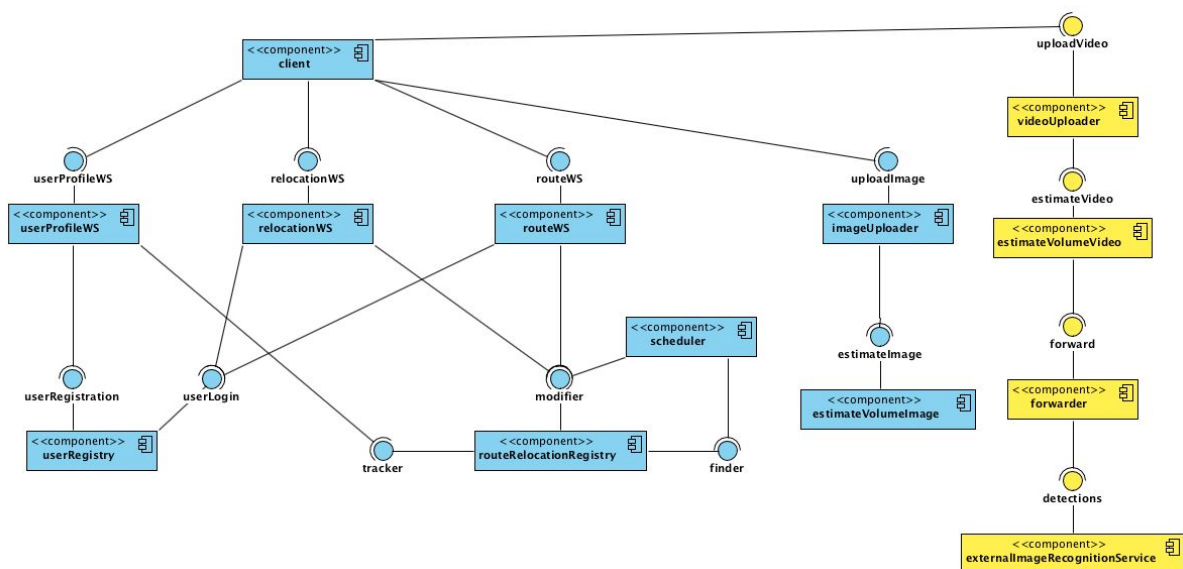 <<component>>
client
uploadVideo
<<component>>
videoUploader
userProfileWS
relocationWS
routeWS
uploadImage
estimateVideo
<<component>>
userProfileWS
<<component>>
relocationWS
<<component>>
routeWS
<<component>>
imageUploader
<<component>>
estimateVolumeVideo
<<component>>
scheduler
estimateImage
forward
userRegistration
userLogin
modifier
<<component>>
estimateVolumeImage
<<component>>
forwarder
<<component>>
userRegistry
tracker
<<component>>
routeRelocationRegistry
finder
detections
<<component>>
externalImageRecognitionService